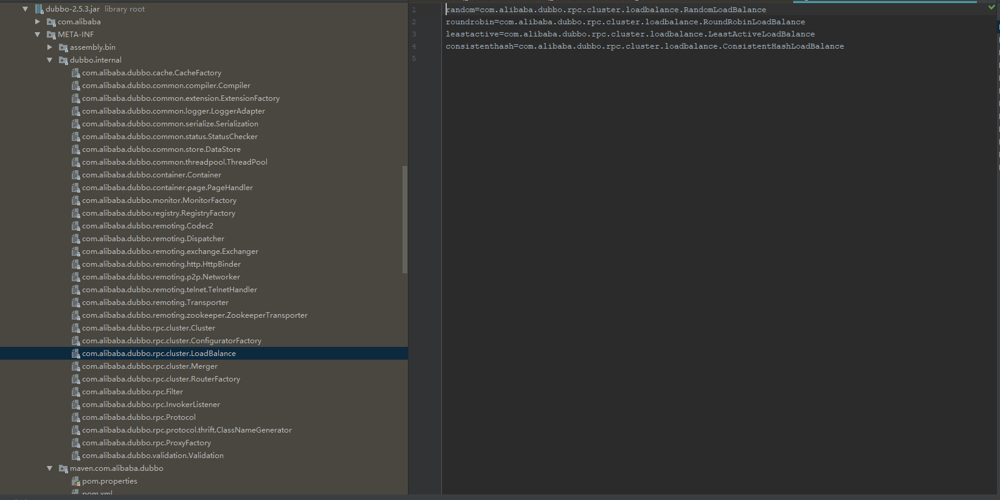 dubbo-2.5.3.jar library root
com.alibaba
META-INF
assembly.bin
dubbo.internal
com.alibaba.dubbo.cache.CacheFactory
com.alibaba.dubbo.common.compiler.Compiler
com.alibaba.dubbo.common.extension.ExtensionFactory
com.alibaba.dubbo.common.logger.LoggerAdapter
com.alibaba.dubbo.common.serialize.Serialization
com.alibaba.dubbo.common.status.StatusChecker
com.alibaba.dubbo.common.store.DataStore
com.alibaba.dubbo.common.threadpool.ThreadPool
com.alibaba.dubbo.container.Container
com.alibaba.dubbo.container.page.PageHandler
com.alibaba.dubbo.monitor.MonitorFactory
com.alibaba.dubbo.registry.RegistryFactory
com.alibaba.dubbo.remoting.Codec2
com.alibaba.dubbo.remoting.Dispatcher
com.alibaba.dubbo.remoting.exchange.Exchanger
com.alibaba.dubbo.remoting.http.HttpBinder
com.alibaba.dubbo.remoting.p2p.Networker
com.alibaba.dubbo.remoting.telnet.TelnetHandler
com.alibaba.dubbo.remoting.Transporter
com.alibaba.dubbo.remoting.zookeeper.ZookeeperTransporter
com.alibaba.dubbo.rpc.cluster.Cluster
com.alibaba.dubbo.rpc.cluster.ConfiguratorFactory
com.alibaba.dubbo.rpc.cluster.LoadBalance
com.alibaba.dubbo.rpc.cluster.Merger
com.alibaba.dubbo.rpc.cluster.RouterFactory
com.alibaba.dubbo.rpc.Filter
com.alibaba.dubbo.rpc.InvokerListener
com.alibaba.dubbo.rpc.Protocol
com.alibaba.dubbo.rpc.protocol.thrift.ClassNameGenerator
com.alibaba.dubbo.rpc.ProxyFactory
com.alibaba.dubbo.validation.Validation
maven.com.alibaba.dubbo
pom.properties
pom.xml
1 random=com.alibaba.dubbo.rpc.cluster.loadbalance.RandomLoadBalance
2 roundrobin=com.alibaba.dubbo.rpc.cluster.loadbalance.RoundRobinLoadBalance
3 leastactive=com.alibaba.dubbo.rpc.cluster.loadbalance.LeastActiveLoadBalance
4 consistenthash=com.alibaba.dubbo.rpc.cluster.loadbalance.ConsistentHashLoadBalance
5